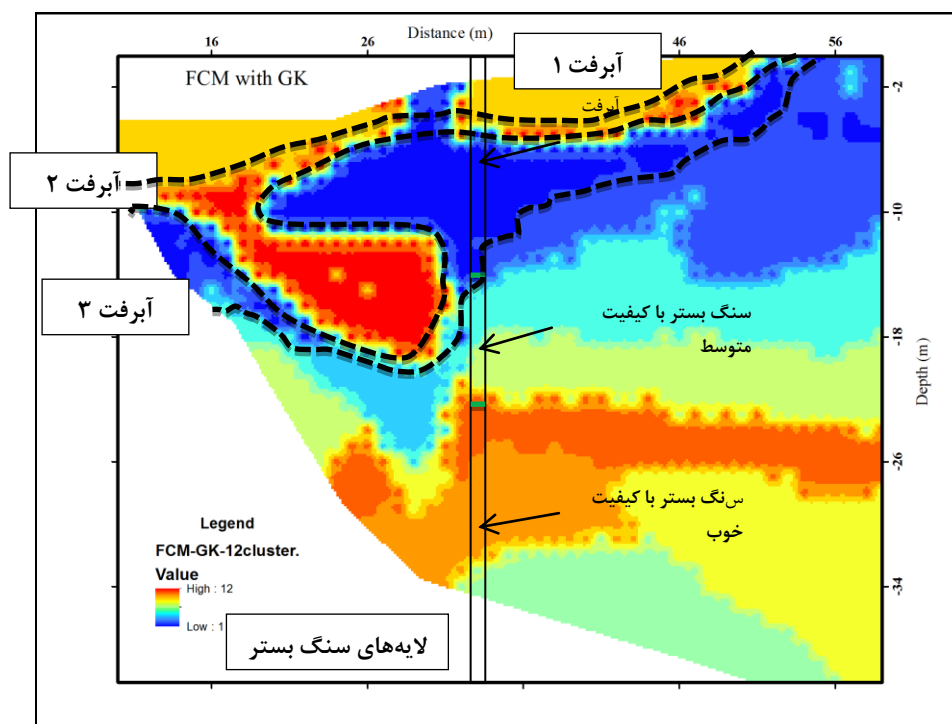 Distance (m)
16
26
46
56
FCM with GK
آبرفت ۱
آبرفت
-2
آبرفت ۲
-10
آبرفت ۳
سنگ بستر با کیفیت
متوسط
-18
Depth (m)
-26
سنگ بستر با کیفیت
خوب
Legend
FCM-GK-12cluster.
Value
High : 12
Low : 1
-34
لایه‌های سنگ بستر